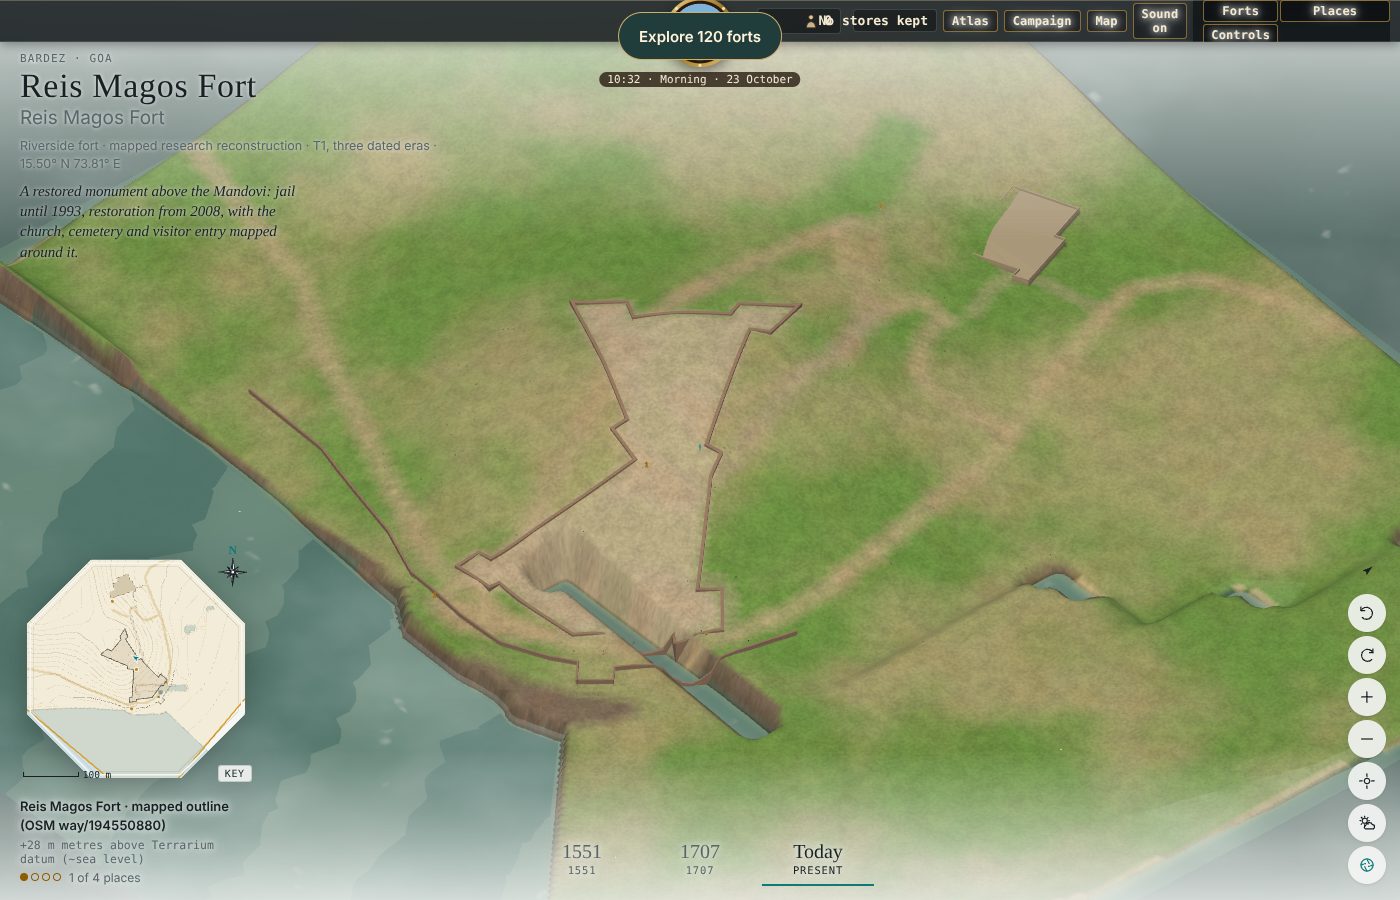 Explore 120 forts
No stores kept
Atlas
Campaign
Map
Sound on
Forts
Places
Controls
10:32 · Morning · 23 October
BARDEZ · GOA
Reis Magos Fort
Reis Magos Fort
Riverside fort · mapped research reconstruction · T1, three dated eras ·
15.50° N 73.81° E
A restored monument above the Mandovi: jail
until 1993, restoration from 2008, with the
church, cemetery and visitor entry mapped
around it.
N
100 m
KEY
Reis Magos Fort · mapped outline
(OSM way/194550880)
+28 m metres above Terrarium
datum (~sea level)
1 of 4 places
1551
1551
1707
1707
Today
PRESENT